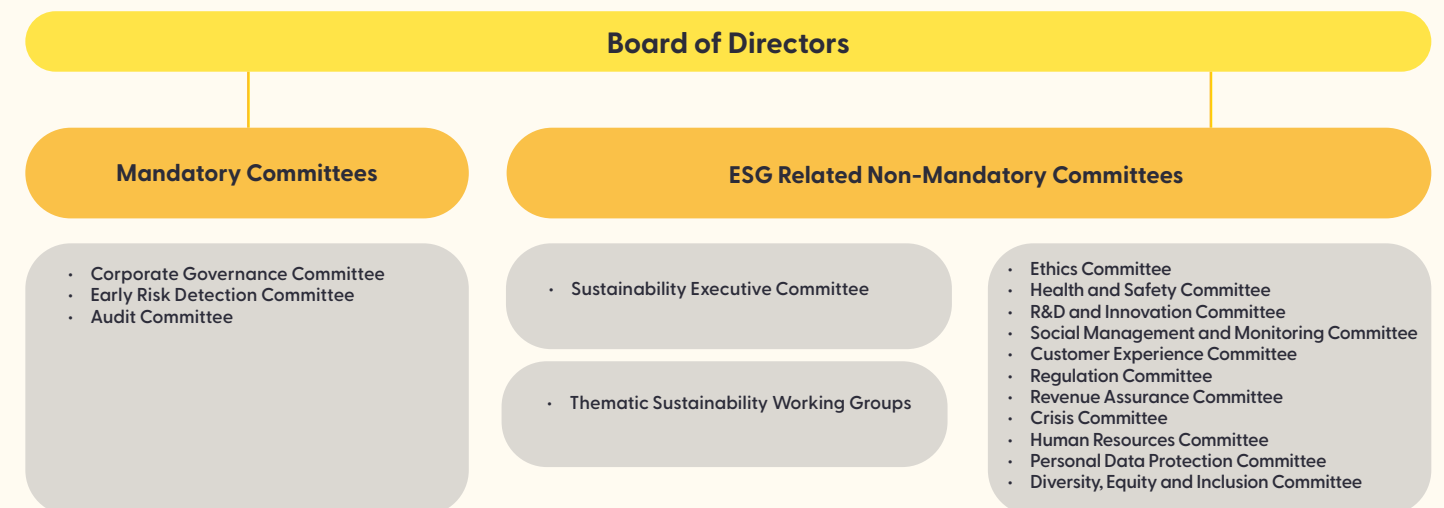 Board of Directors
Mandatory Committees
ESG Related Non-Mandatory Committees
• Corporate Governance Committee
• Early Risk Detection Committee
• Audit Committee
• Sustainability Executive Committee
• Thematic Sustainability Working Groups
• Ethics Committee
• Health and Safety Committee
• R&D and Innovation Committee
• Social Management and Monitoring Committee
• Customer Experience Committee
• Regulation Committee
• Revenue Assurance Committee
• Crisis Committee
• Human Resources Committee
• Personal Data Protection Committee
• Diversity, Equity and Inclusion Committee